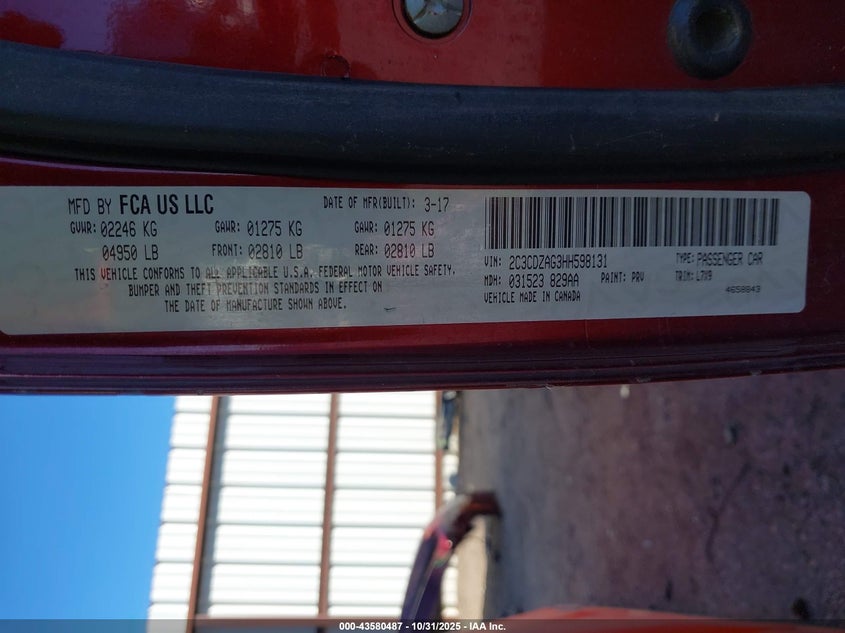 MFD BY FCA US LLC DATE OF MFR(BUILT): 3-17
GVWR: 02246 KG GAWR: 01275 KG GAWR: 01275 KG
04950 LB FRONT: 02810 LB REAR: 02810 LB
THIS VEHICLE CONFORMS TO ALL APPLICABLE U.S.A. FEDERAL MOTOR VEHICLE SAFETY,
BUMPER AND THEFT PREVENTION STANDARDS IN EFFECT ON
THE DATE OF MANUFACTURE SHOWN ABOVE.
VIN: 2C3CDZAG3HH598131 TYPE: PASSENGER CAR
MDH: 031523 829AA PAINT: PRV TRIM: L7X9
VEHICLE MADE IN CANADA 4658843
000-43580487 - 10/31/2025 - IAA Inc.